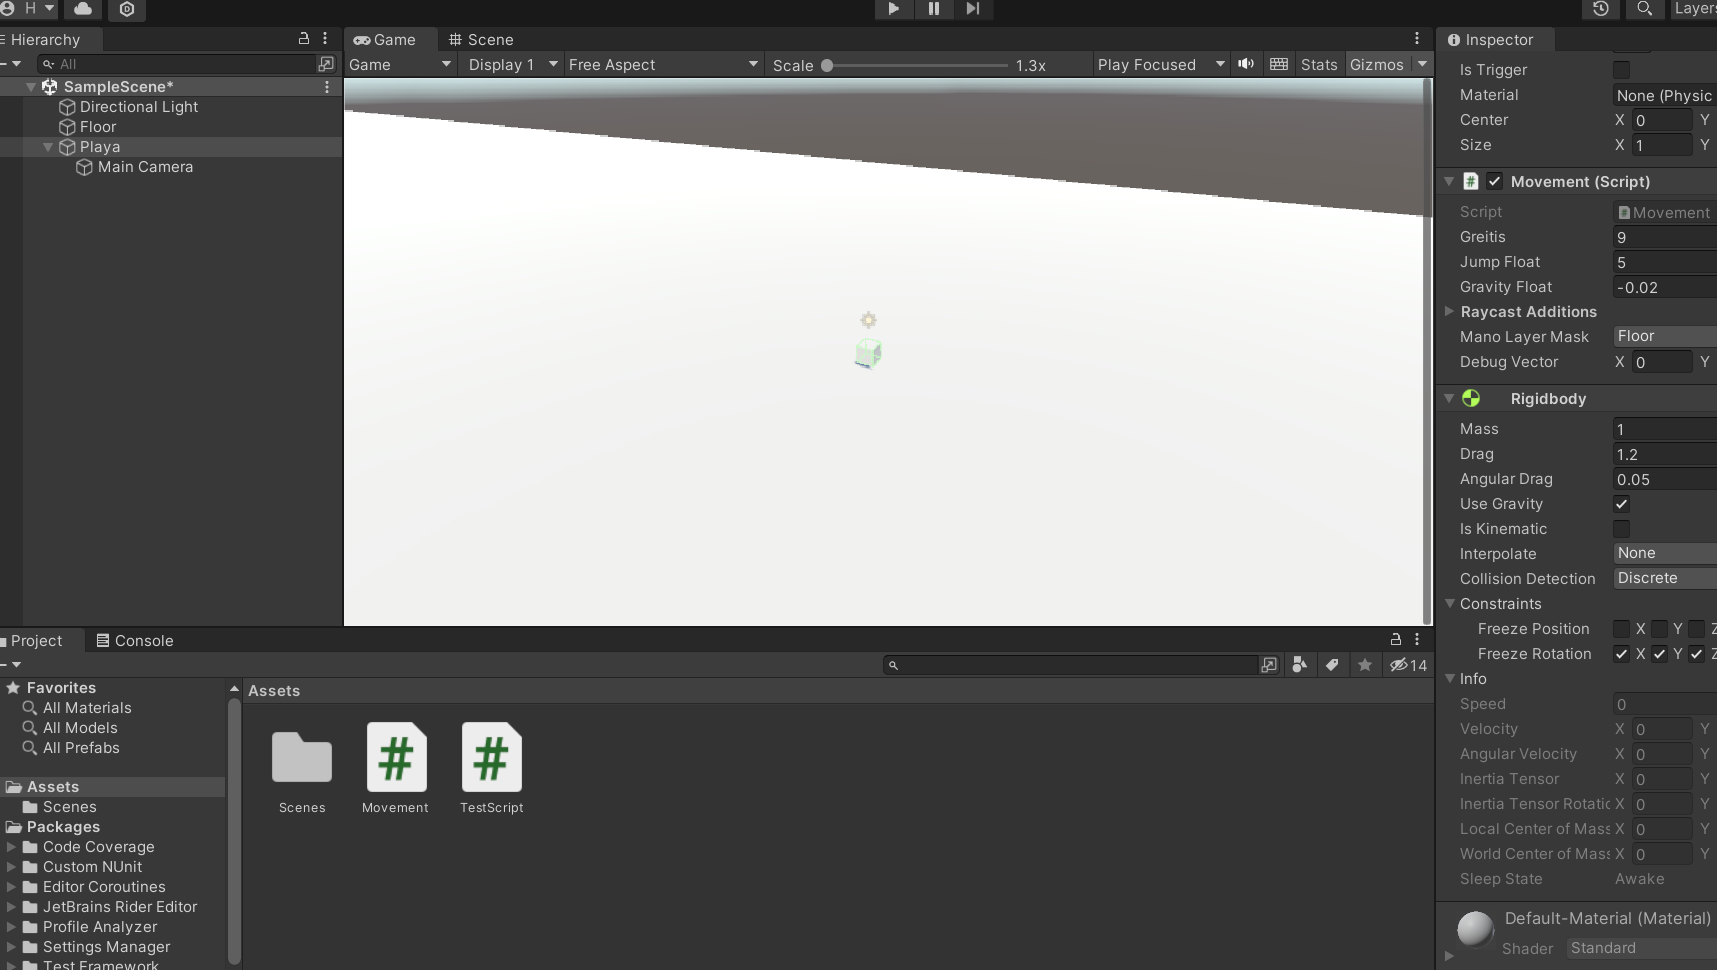 H
Layers
Hierarchy
All
SampleScene*
Directional Light
Floor
Playa
Main Camera
Game
Scene
Game
Display 1
Free Aspect
Scale
1.3x
Play Focused
Stats
Gizmos
Inspector
Is Trigger
Material
None (Physic
Center X 0 Y
Size X 1 Y
# Movement (Script)
Script Movement
Greitis 9
Jump Float 5
Gravity Float -0.02
Raycast Additions
Mano Layer Mask Floor
Debug Vector X 0 Y
Rigidbody
Mass 1
Drag 1.2
Angular Drag 0.05
Use Gravity
Is Kinematic
Interpolate None
Collision Detection Discrete
Constraints
Freeze Position X Y Z
Freeze Rotation X Y Z
Info
Speed 0
Velocity X 0 Y
Angular Velocity X 0 Y
Inertia Tensor X 0 Y
Inertia Tensor Rotatic X 0 Y
Local Center of Mass X 0 Y
World Center of Mass X 0 Y
Sleep State Awake
Default-Material (Material)
Shader Standard
Project
Console
14
Favorites
All Materials
All Models
All Prefabs
Assets
Scenes
Packages
Code Coverage
Custom NUnit
Editor Coroutines
JetBrains Rider Editor
Profile Analyzer
Settings Manager
Test Framework
Assets
# #
Scenes Movement TestScript